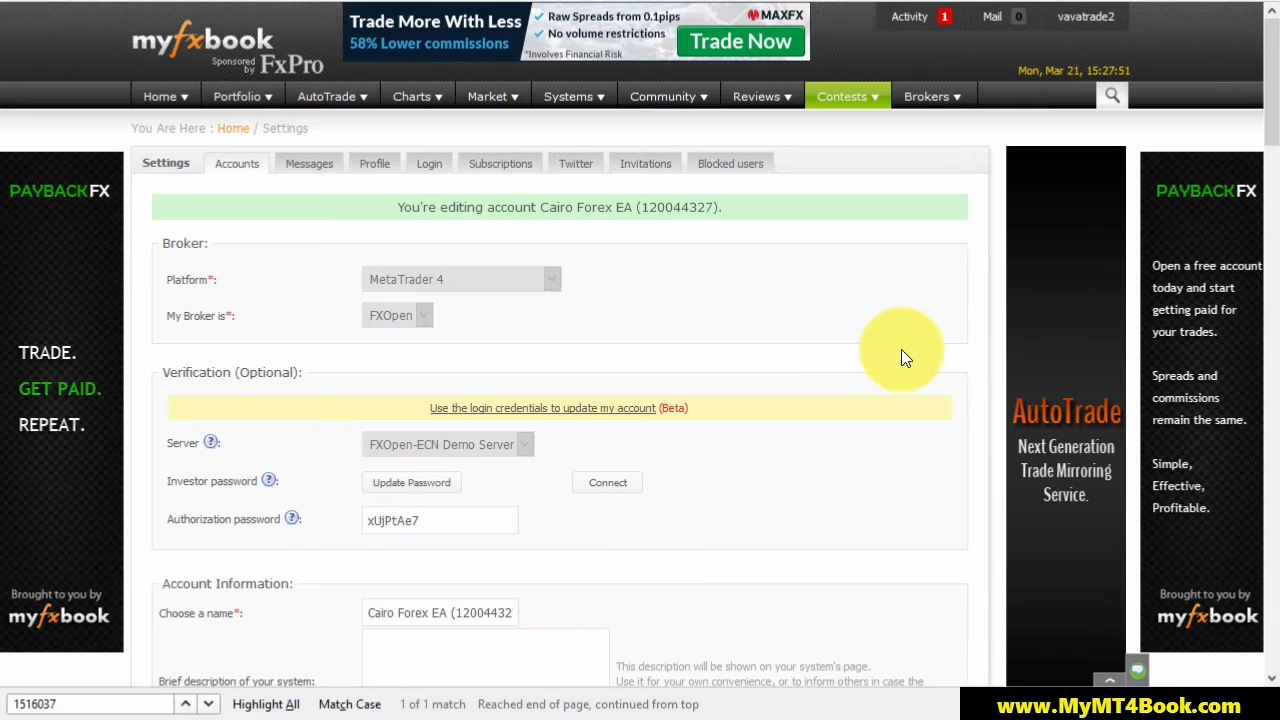 myfxbook
Sponsored by FxPro
Trade More With Less
58% Lower commissions
Raw Spreads from 0.1pips
No volume restrictions
*Involves Financial Risk
MAXFX
Trade Now
Activity 1 Mail 0 vavatrade2
Mon, Mar 21, 15:27:51
Home Portfolio AutoTrade Charts Market Systems Community Reviews Contests Brokers
You Are Here : Home / Settings
Settings Accounts Messages Profile Login Subscriptions Twitter Invitations Blocked users
You're editing account Cairo Forex EA (120044327).
Broker:
Platform*: MetaTrader 4
My Broker is*: FXOpen
Verification (Optional):
Use the login credentials to update my account (Beta)
Server ? : FXOpen-ECN Demo Server
Investor password ? : Update Password Connect
Authorization password ? : xUjPtAe7
Account Information:
Choose a name*: Cairo Forex EA (12004432
Brief description of your system:
This description will be shown on your system's page.
Use it for your own convenience, or to inform others in case the
PAYBACKFX
TRADE.
GET PAID.
REPEAT.
Brought to you by
myfxbook
AutoTrade
Next Generation
Trade Mirroring
Service.
PAYBACKFX
Open a free account
today and start
getting paid for
your trades.
Spreads and
commissions
remain the same.
Simple,
Effective,
Profitable.
Brought to you by
myfxbook
1516037 Highlight All Match Case 1 of 1 match Reached end of page, continued from top
www.MyMT4Book.com